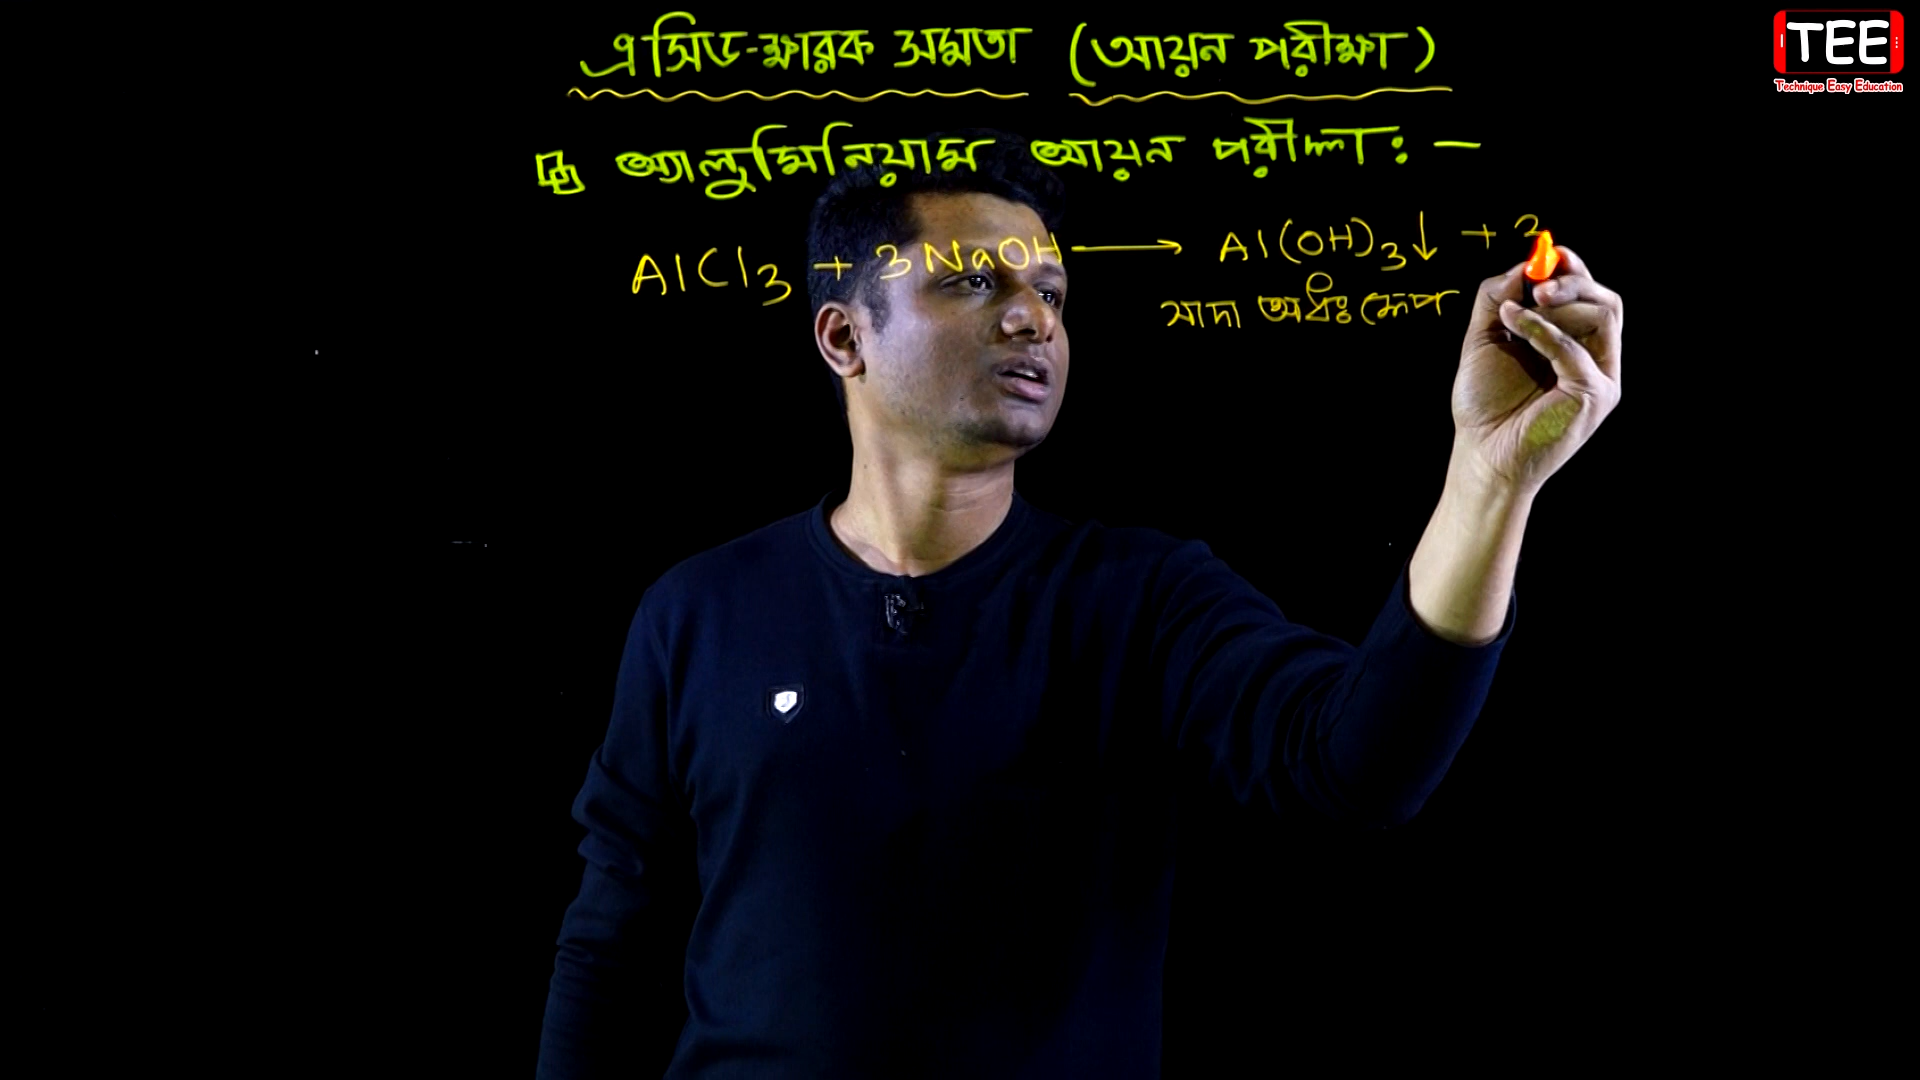 এসিড-ক্ষারক সমতা (আয়ন পরীক্ষা)
অ্যালুমিনিয়াম আয়ন পরীক্ষা: -
AlCl3 + 3NaOH → Al(OH)3↓ + 3
সাদা অধঃক্ষেপ
TEE
Technique Easy Education